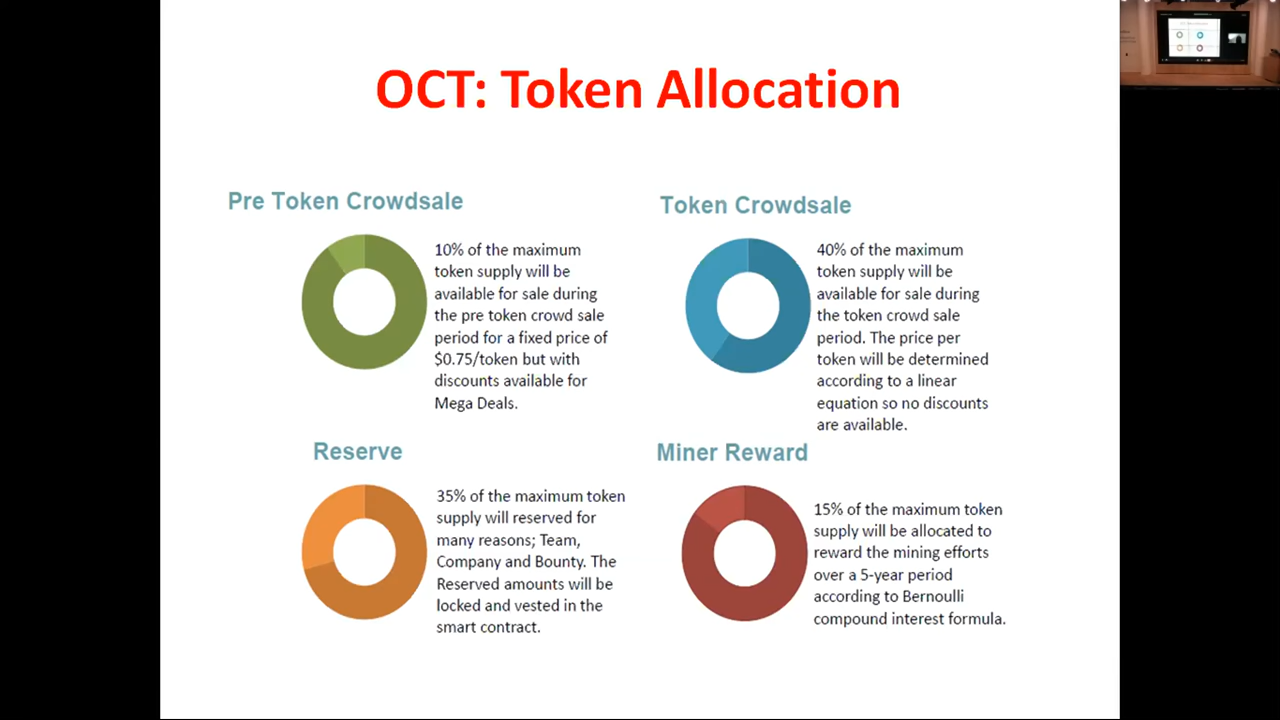 OCT: Token Allocation
Pre Token Crowdsale
10% of the maximum
token supply will be
available for sale during
the pre token crowd sale
period for a fixed price of
$0.75/token but with
discounts available for
Mega Deals.
Token Crowdsale
40% of the maximum
token supply will be
available for sale during
the token crowd sale
period. The price per
token will be determined
according to a linear
equation so no discounts
are available.
Reserve
35% of the maximum token
supply will reserved for
many reasons; Team,
Company and Bounty. The
Reserved amounts will be
locked and vested in the
smart contract.
Miner Reward
15% of the maximum token
supply will be allocated to
reward the mining efforts
over a 5-year period
according to Bernoulli
compound interest formula.